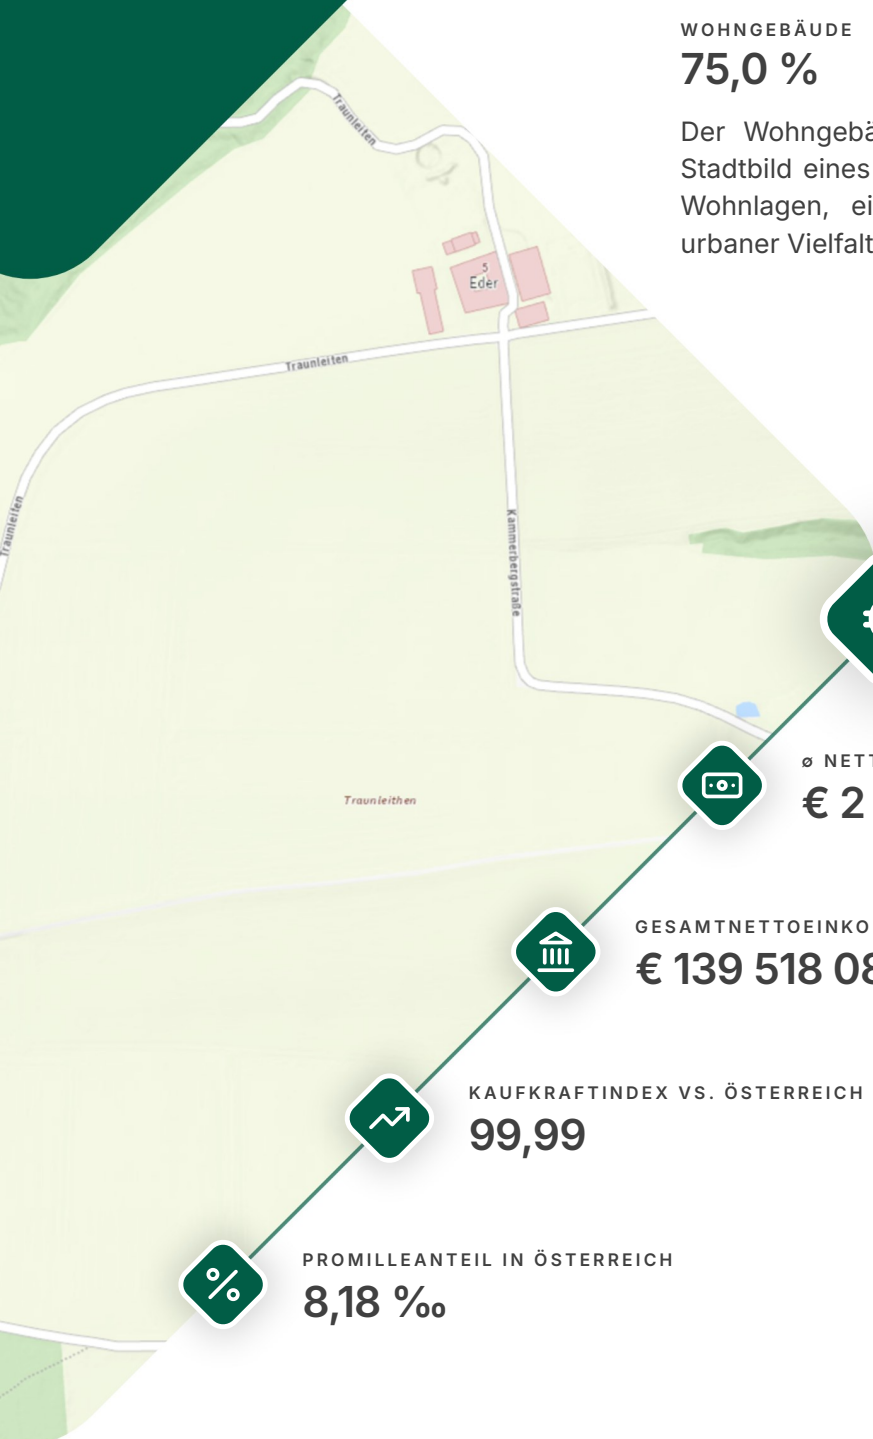 WOHNGEBÄUDE
75,0 %
Der Wohngebä
Stadtbild eines
Wohnlagen, ei
urbaner Vielfalt
Traunleiten
5
Eder
Traunleiten
Traunleiten
Kammerbergstraße
Traunleithen
ø NETT
€ 2
GESAMTNETTOEINKO
€ 139 518 08
KAUFKRAFTINDEX VS. ÖSTERREICH
99,99
PROMILLEANTEIL IN ÖSTERREICH
8,18 ‰